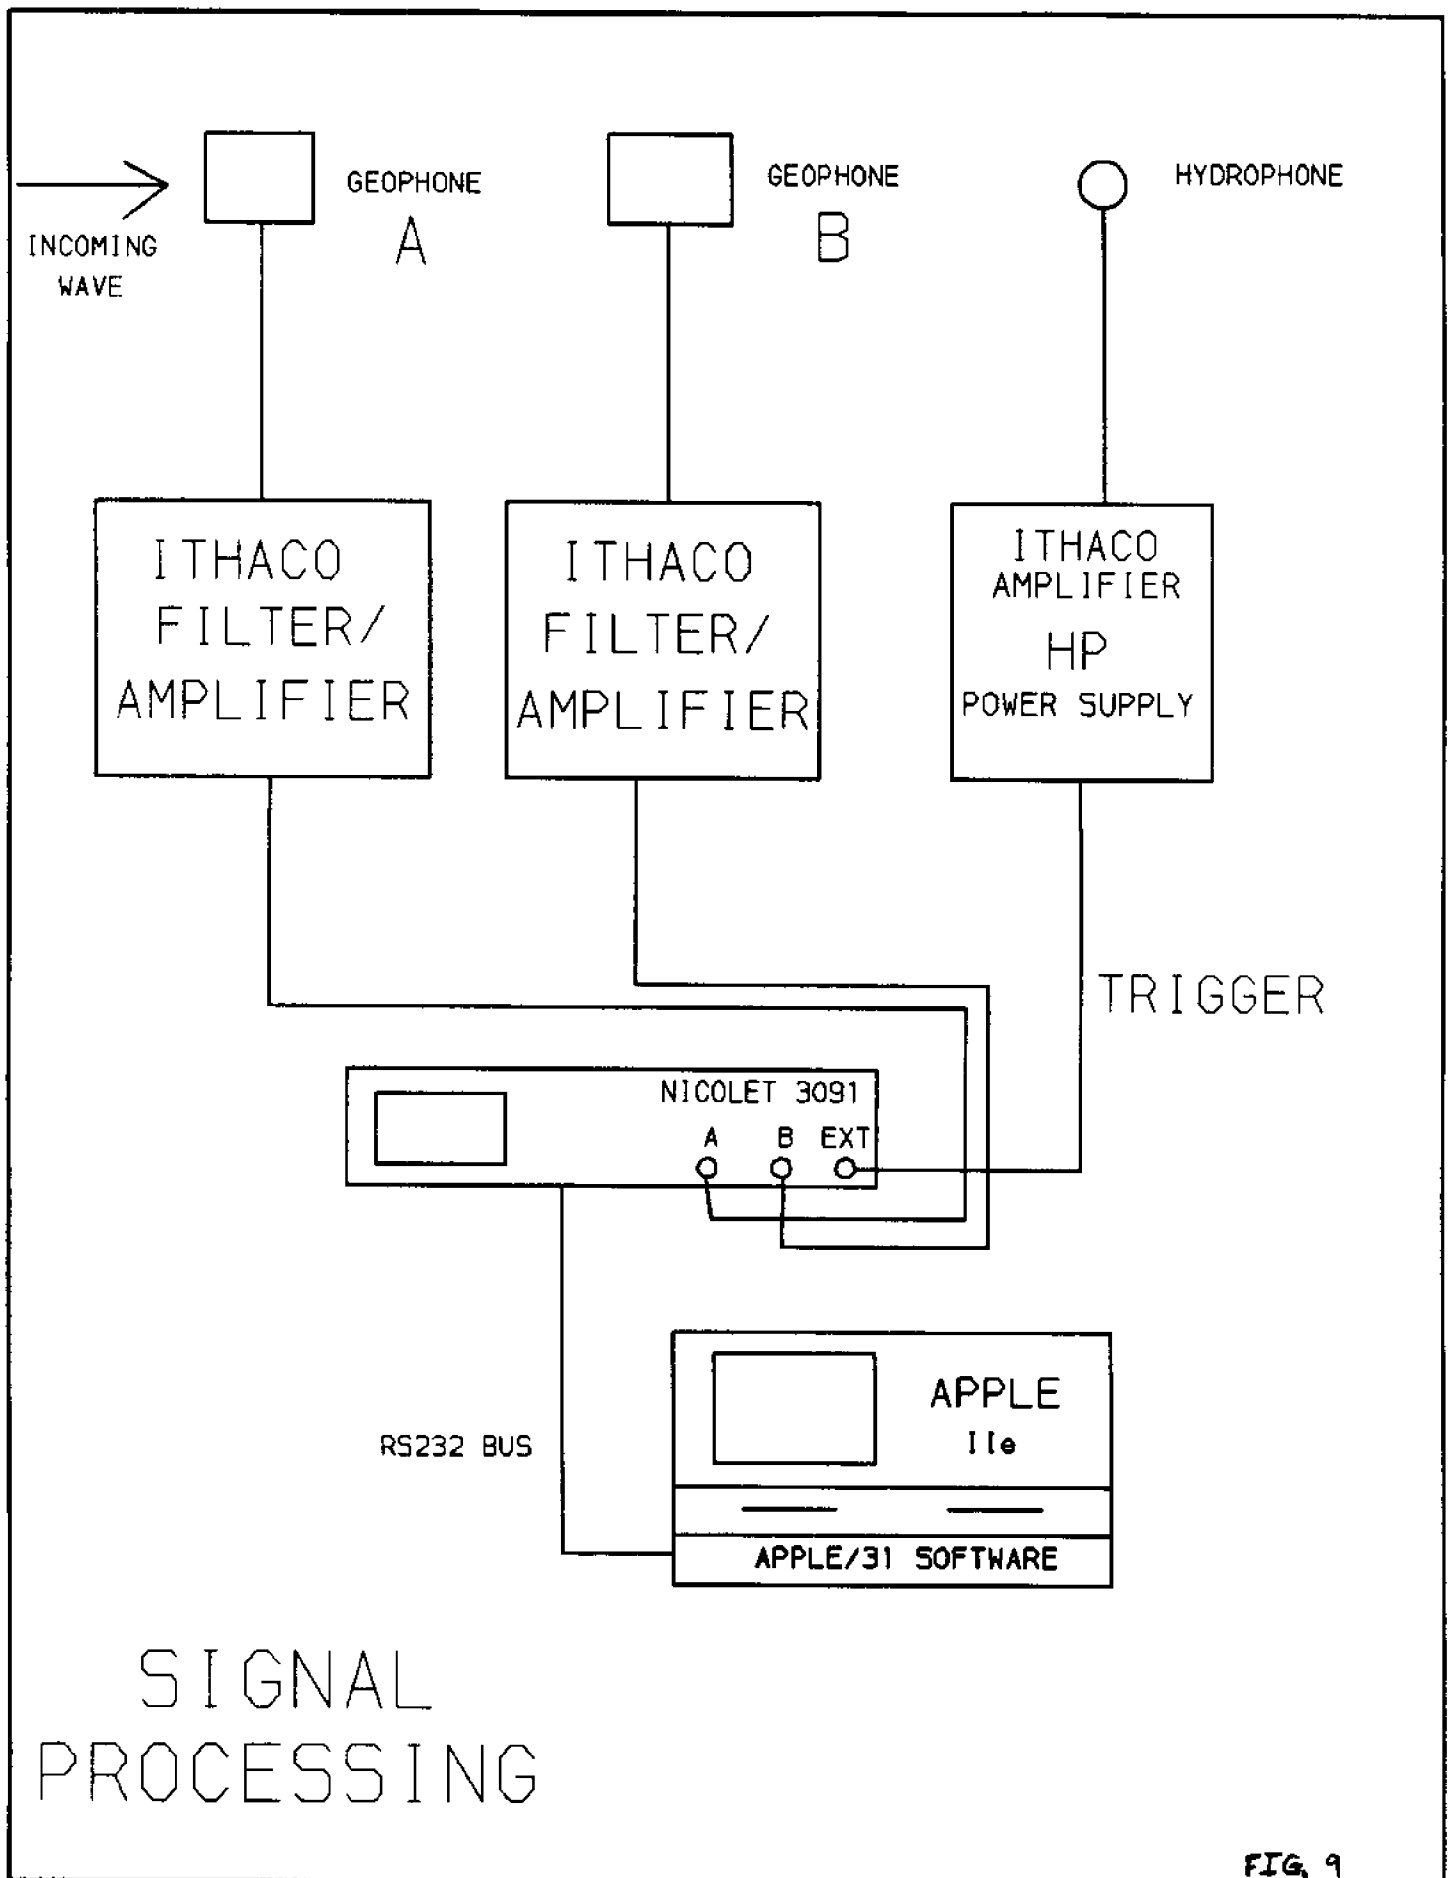 GEOPHONE
A
GEOPHONE
B
HYDROPHONE
INCOMING
WAVE
ITHACO
FILTER/
AMPLIFIER
ITHACO
FILTER/
AMPLIFIER
ITHACO
AMPLIFIER
HP
POWER SUPPLY
TRIGGER
NICOLET 3091
A B EXT
RS232 BUS
APPLE
IIe
APPLE/31 SOFTWARE
SIGNAL
PROCESSING
FIG. 9